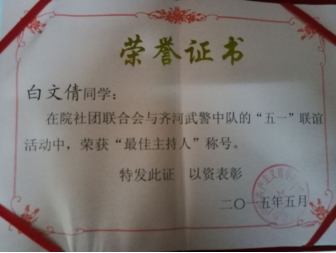 荣誉证书
白文倩同学：
在院社团联合会与齐河武警中队的“五一”联谊
活动中，荣获“最佳主持人”称号。
特发此证 以资表彰
二〇一五年五月